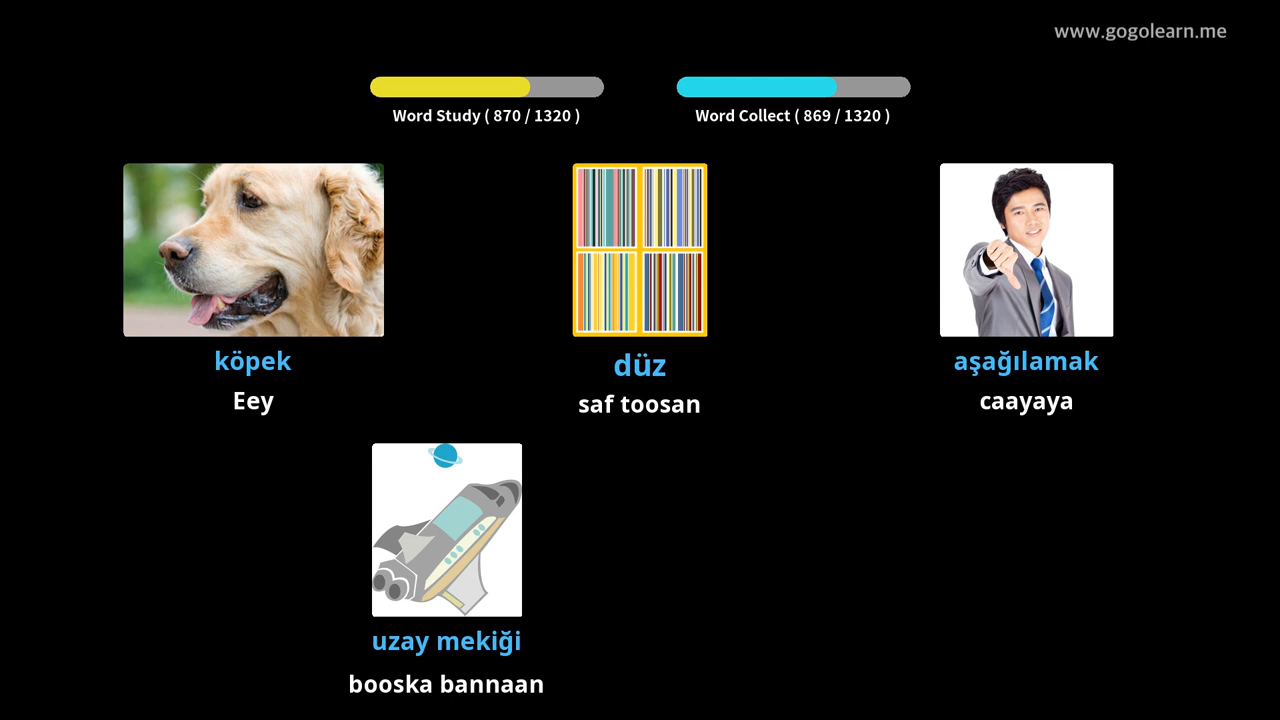 www.gogolearn.me
Word Study ( 870 / 1320 )
Word Collect ( 869 / 1320 )
köpek
Eey
düz
saf toosan
aşağılamak
caayaya
uzay mekiği
booska bannaan